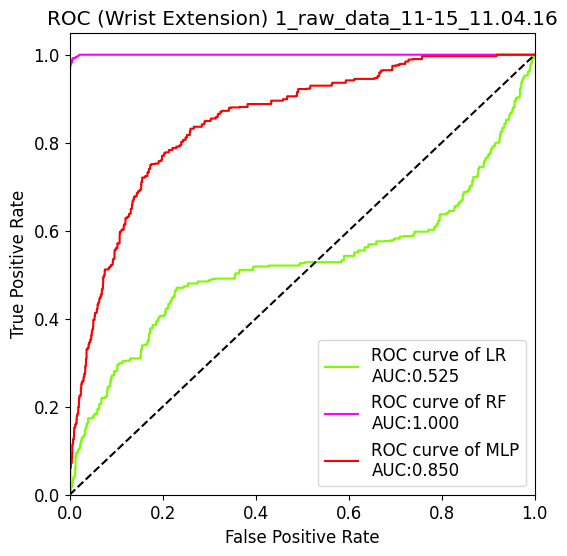 ROC (Wrist Extension) 1_raw_data_11-15_11.04.16
1.0
0.8
0.6
0.4
0.2
0.0
True Positive Rate
0.0 0.2 0.4 0.6 0.8 1.0
False Positive Rate
ROC curve of LR
AUC:0.525
ROC curve of RF
AUC:1.000
ROC curve of MLP
AUC:0.850